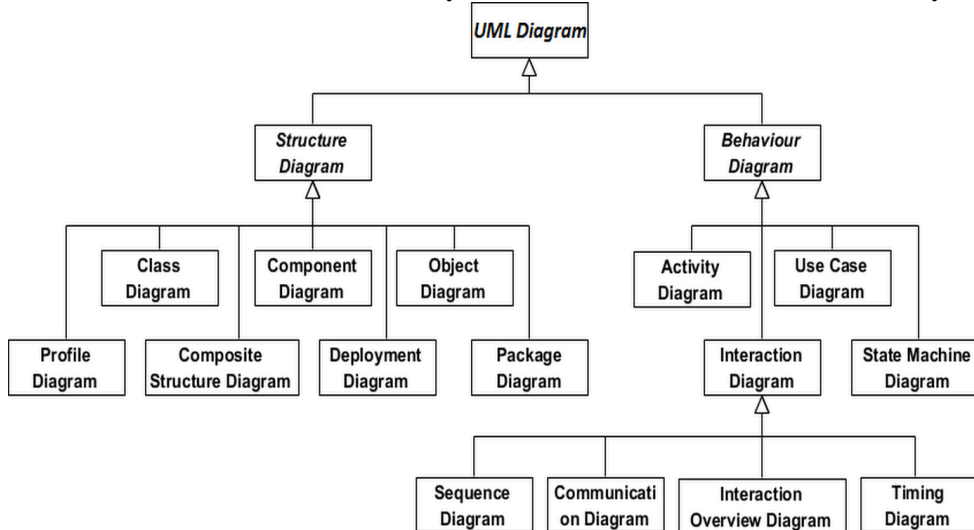 UML Diagram
Structure
Diagram
Behaviour
Diagram
Class
Diagram
Component
Diagram
Object
Diagram
Activity
Diagram
Use Case
Diagram
Profile
Diagram
Composite
Structure Diagram
Deployment
Diagram
Package
Diagram
Interaction
Diagram
State Machine
Diagram
Sequence
Diagram
Communicati
on Diagram
Interaction
Overview Diagram
Timing
Diagram